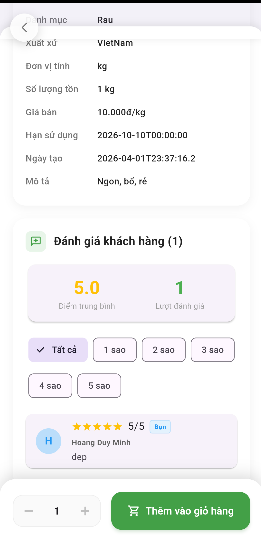 Danh mục Rau
Xuất xứ VietNam
Đơn vị tính kg
Số lượng tồn 1 kg
Giá bán 10.000đ/kg
Hạn sử dụng 2026-10-10T00:00:00
Ngày tạo 2026-04-01T23:37:16.2
Mô tả Ngon, bổ, rẻ
Đánh giá khách hàng (1)
5.0 1
Điểm trung bình Lượt đánh giá
Tất cả 1 sao 2 sao 3 sao
4 sao 5 sao
H 5/5 Bạn
Hoang Duy Minh
dep
1 Thêm vào giỏ hàng